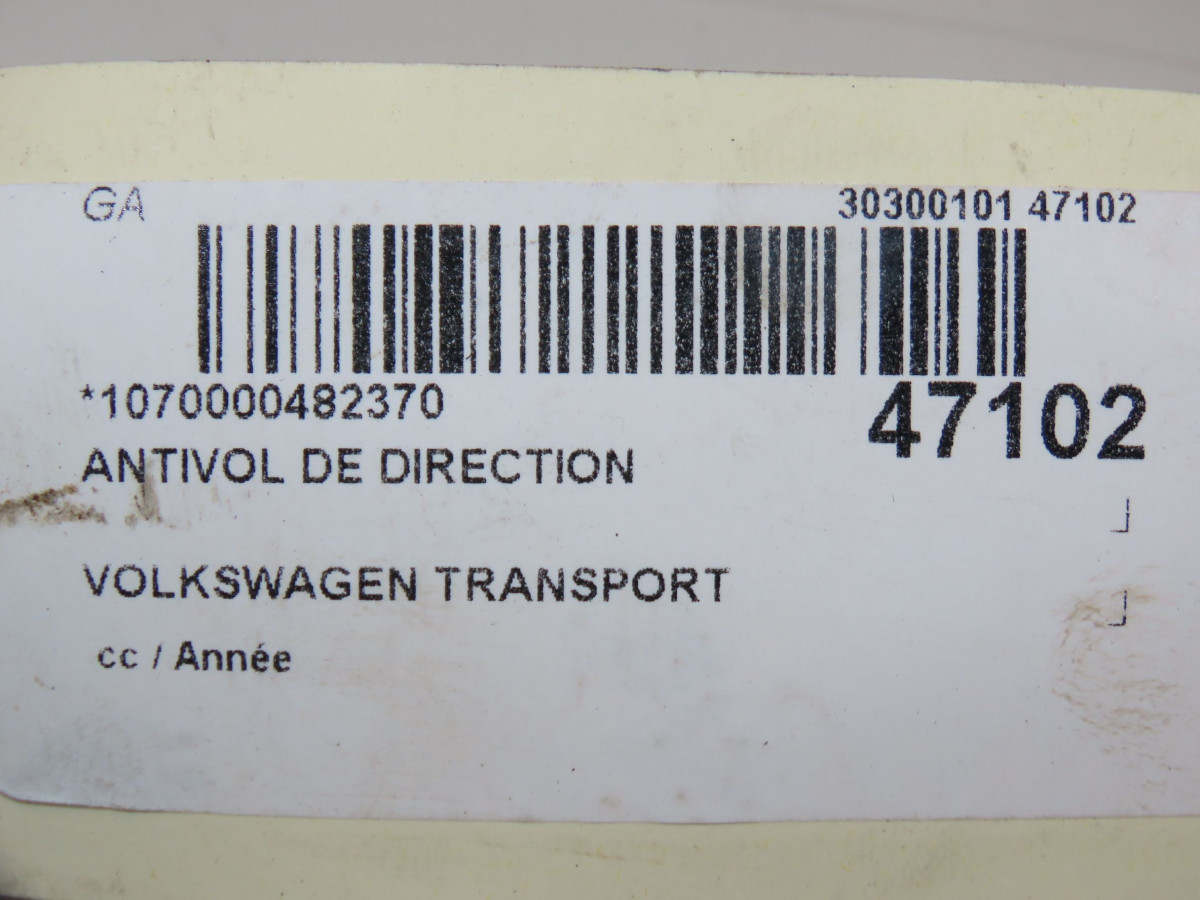 GA
30300101 47102
*1070000482370
47102
ANTIVOL DE DIRECTION
VOLKSWAGEN TRANSPORT
cc / Année